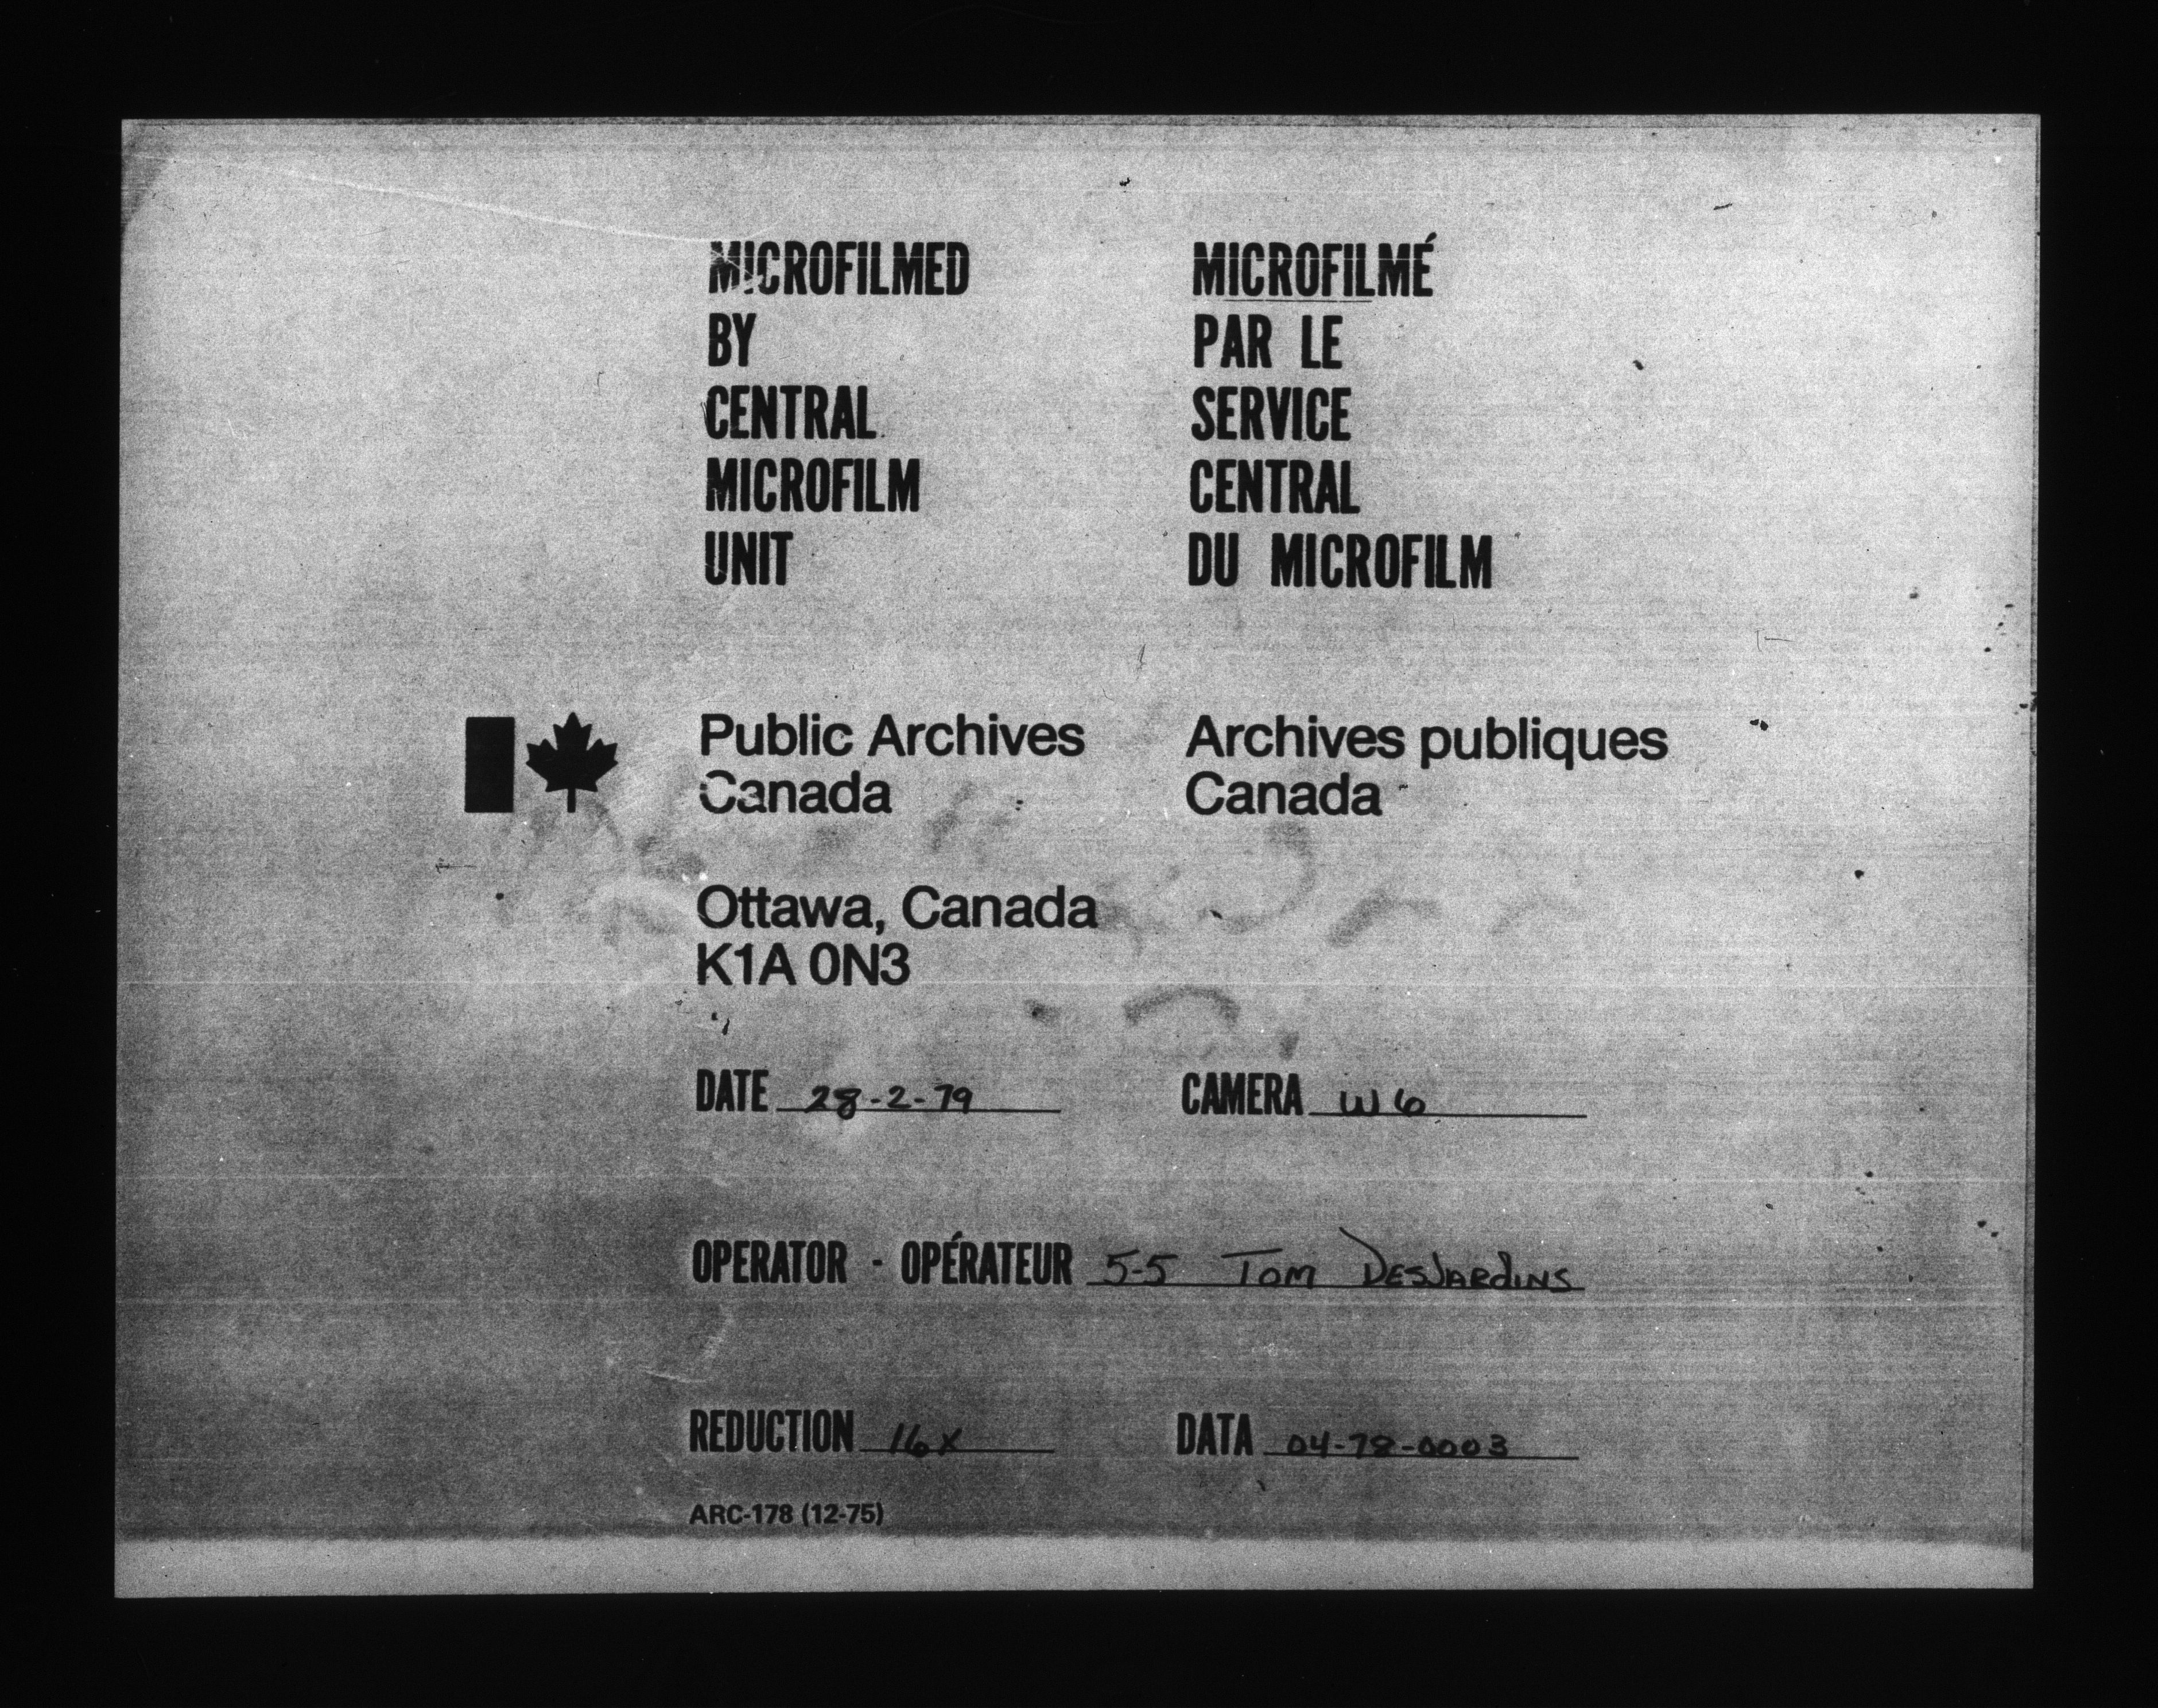 MICROFILMED
BY
CENTRAL
MICROFILM
UNIT
MICROFILMÉ
PAR LE
SERVICE
CENTRAL
DU MICROFILM
Public Archives
Canada
Archives publiques
Canada
Ottawa, Canada
K1A 0N3
DATE 28-2-79
CAMERA W6
OPERATOR - OPÉRATEUR 5-5 TOM DESJARDINS
REDUCTION 16X
DATA 04-78-0003
ARC-178 (12-75)